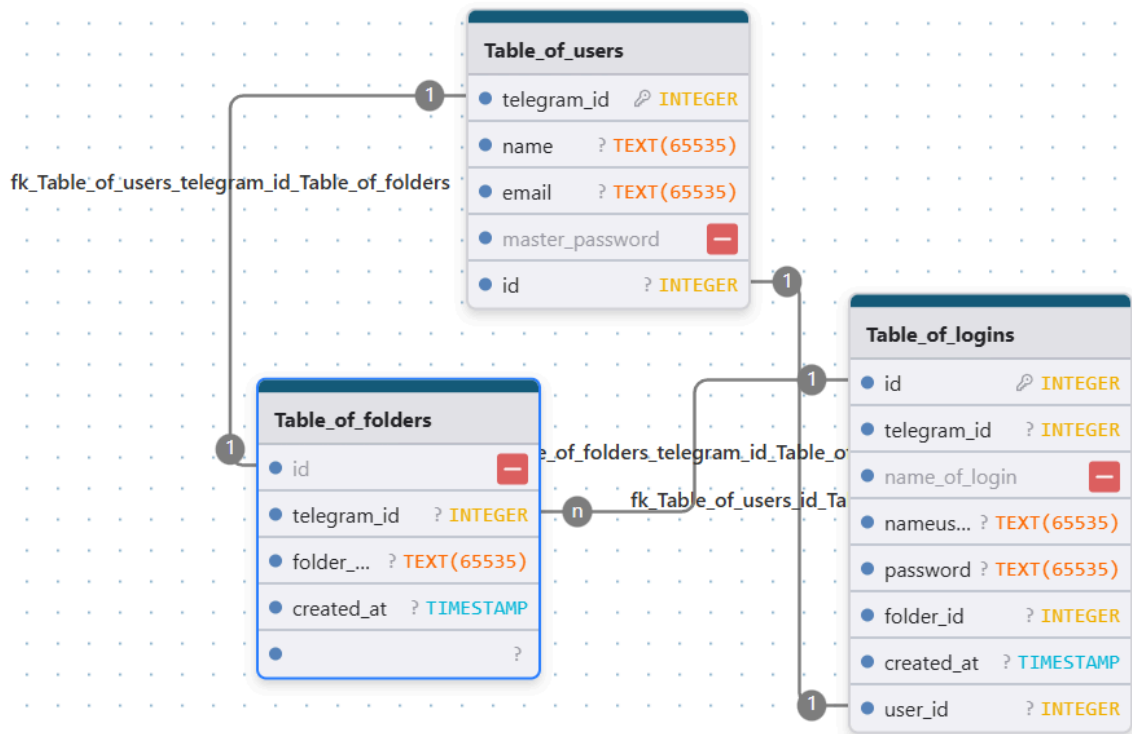 Table_of_users
1
telegram_id INTEGER
name ? TEXT(65535)
fk_Table_of_users_telegram_id_Table_of_folders
email ? TEXT(65535)
master_password
id ? INTEGER
1
Table_of_logins
1
id INTEGER
Table_of_folders
telegram_id ? INTEGER
1
e_of_folders_telegram_id_Table_of
id
name_of_login
fk_Table_of_users_id_Ta
telegram_id ? INTEGER
n
nameus... ? TEXT(65535)
folder_... ? TEXT(65535)
password ? TEXT(65535)
created_at ? TIMESTAMP
folder_id ? INTEGER
?
created_at ? TIMESTAMP
1
user_id ? INTEGER